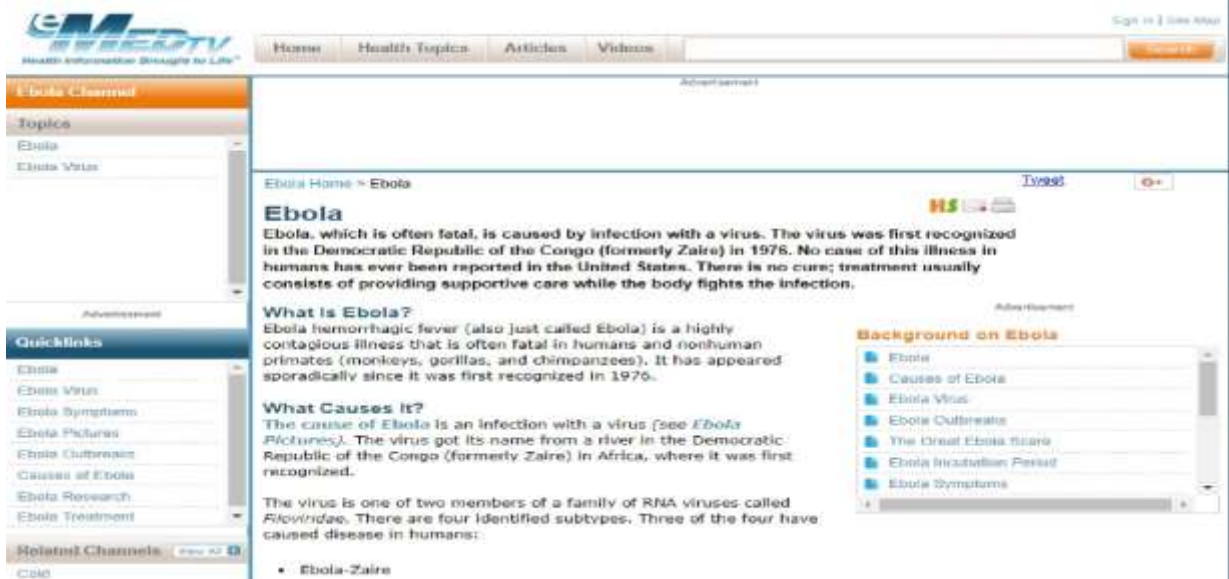 eMedTV
Health Information Brought to Life™
Sign In | Site Map
Home Health Topics Articles Videos
Search
Ebola Channel
Topics
Ebola
Ebola Virus
Advertisement
Quicklinks
Ebola
Ebola Virus
Ebola Symptoms
Ebola Pictures
Ebola Outbreaks
Causes of Ebola
Ebola Research
Ebola Treatment
Related Channels View All
Cold
Advertisement
Ebola Home > Ebola
Tweet
G+
Ebola
Ebola, which is often fatal, is caused by infection with a virus. The virus was first recognized
in the Democratic Republic of the Congo (formerly Zaire) in 1976. No case of this illness in
humans has ever been reported in the United States. There is no cure; treatment usually
consists of providing supportive care while the body fights the infection.
What Is Ebola?
Ebola hemorrhagic fever (also just called Ebola) is a highly
contagious illness that is often fatal in humans and nonhuman
primates (monkeys, gorillas, and chimpanzees). It has appeared
sporadically since it was first recognized in 1976.
What Causes It?
The cause of Ebola is an infection with a virus (see Ebola
Pictures). The virus got its name from a river in the Democratic
Republic of the Congo (formerly Zaire) in Africa, where it was first
recognized.
The virus is one of two members of a family of RNA viruses called
Filoviridae. There are four identified subtypes. Three of the four have
caused disease in humans:
• Ebola-Zaire
Advertisement
Background on Ebola
Ebola
Causes of Ebola
Ebola Virus
Ebola Outbreaks
The Great Ebola Scare
Ebola Incubation Period
Ebola Symptoms